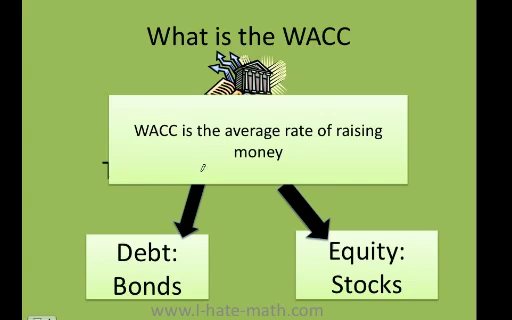 What is the WACC
WACC is the average rate of raising
money
Debt:
Bonds
Equity:
Stocks
www.I-hate-math.com